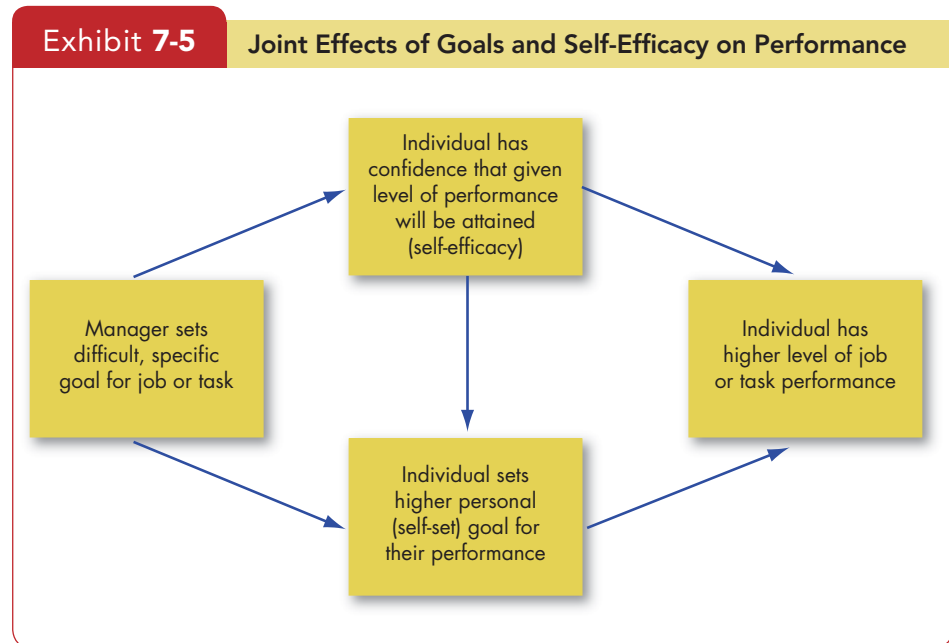 Exhibit 7-5
Joint Effects of Goals and Self-Efficacy on Performance
Individual has
confidence that given
level of performance
will be attained
(self-efficacy)
Manager sets
difficult, specific
goal for job or task
Individual has
higher level of job
or task performance
Individual sets
higher personal
(self-set) goal for
their performance